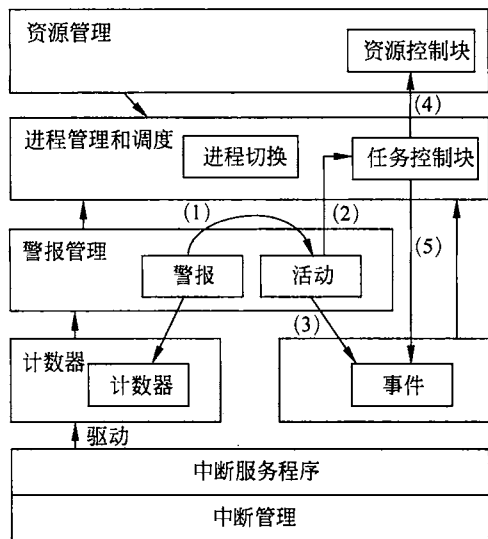 资源管理
资源控制块
(4)
进程管理和调度
进程切换
任务控制块
(1)
(2)
(5)
警报管理
警报
活动
(3)
计数器
计数器
事件
驱动
中断服务程序
中断管理